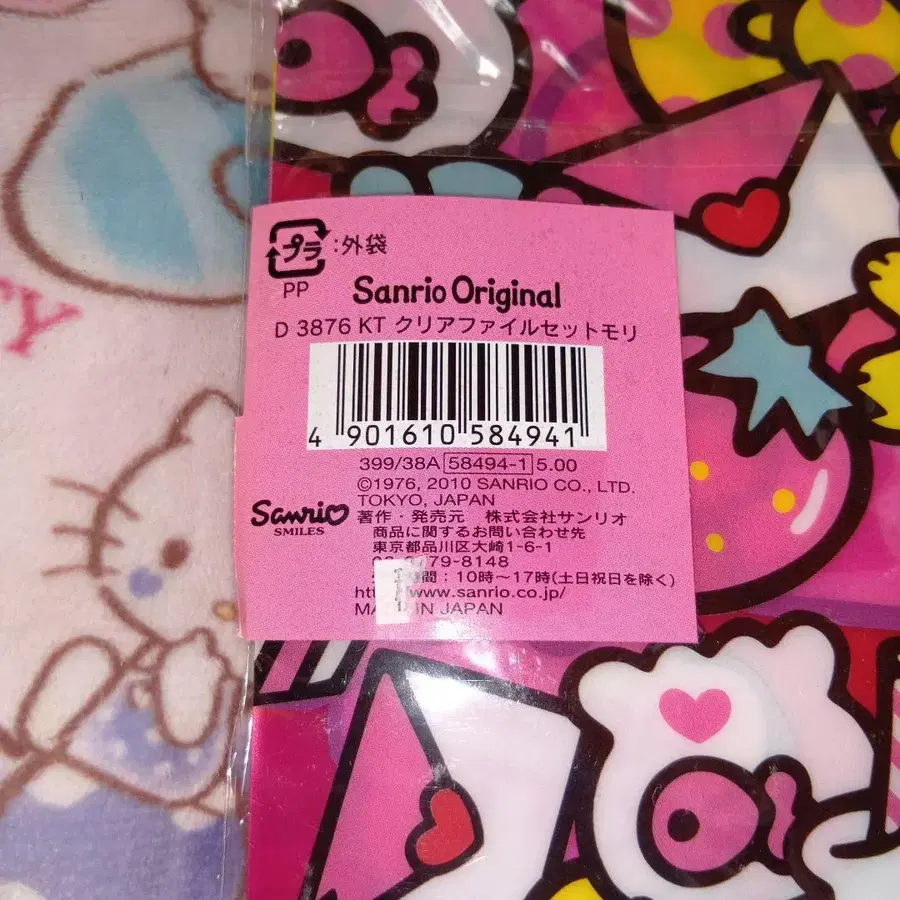 プラ :外袋
PP
Sanrio Original
D 3876 KT クリアファイルセットモリ
4 901610 584941
399/38A 58494-1 5.00
©1976, 2010 SANRIO CO., LTD.
TOKYO, JAPAN
Sanrio
SMILES
著作・発売元 株式会社サンリオ
商品に関するお問い合わせ先
東京都品川区大崎1-6-1
779-8148
間:10時〜17時(土日祝日を除く)
www.sanrio.co.jp/
IN JAPAN
TY